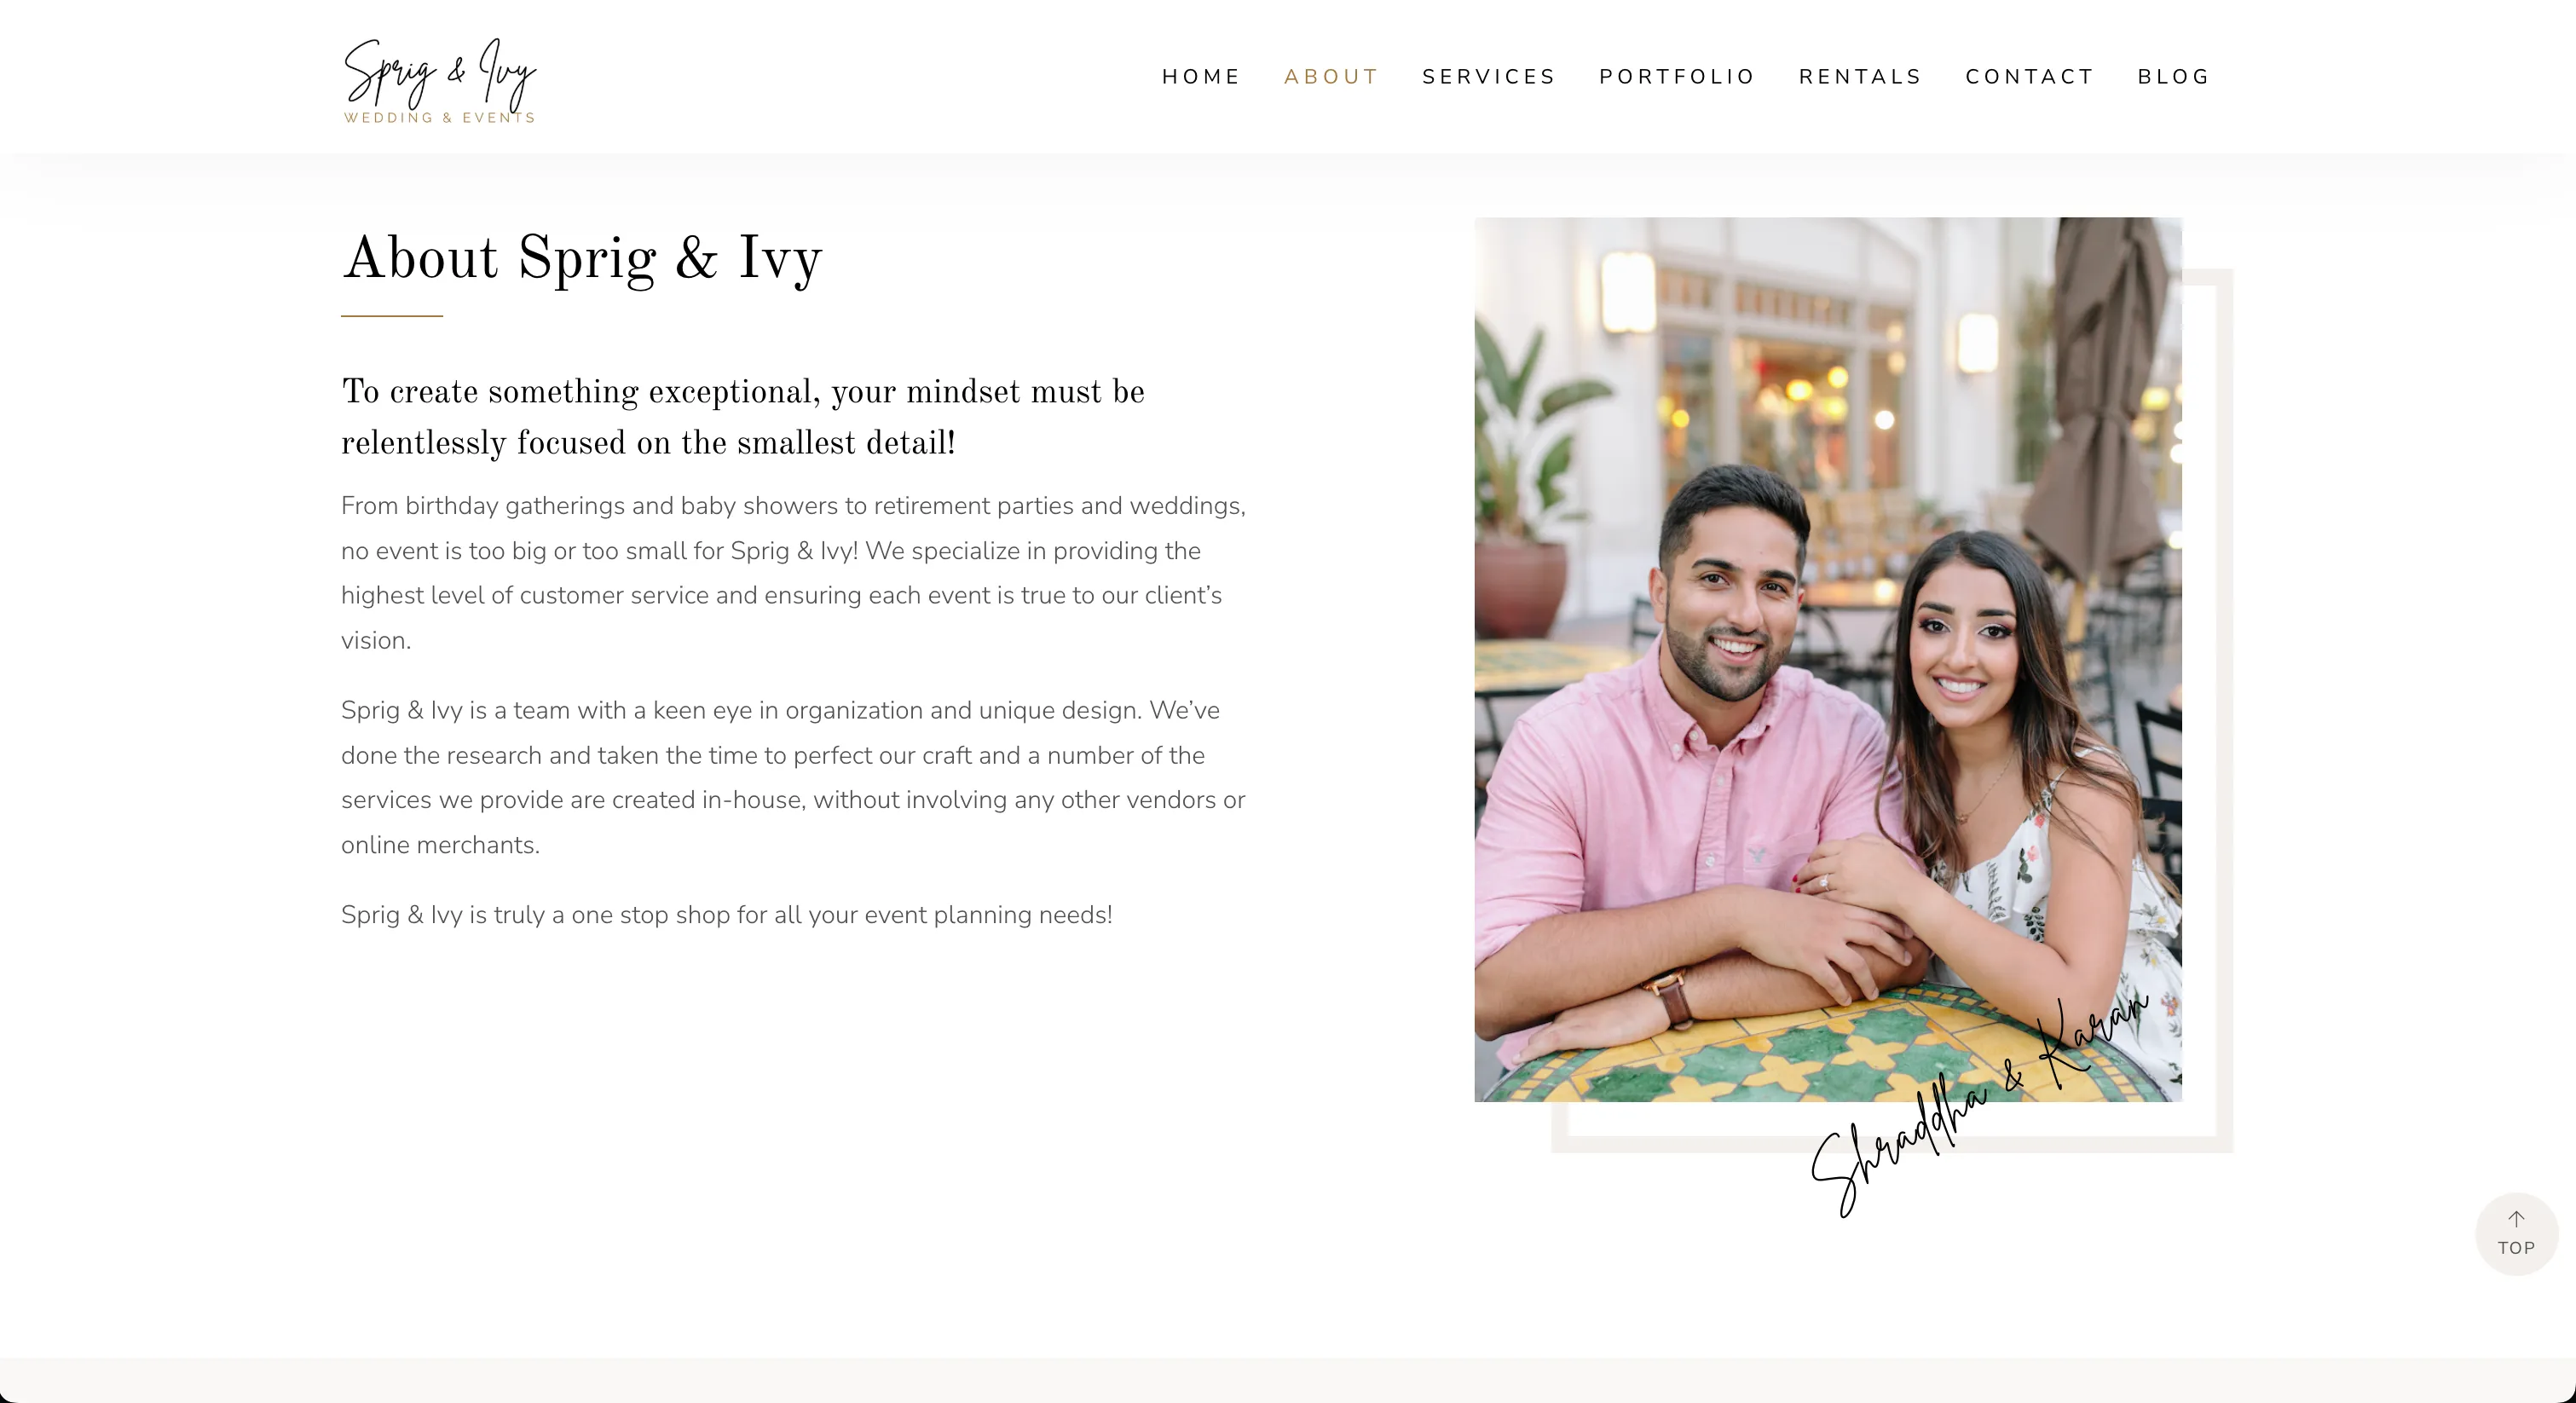 Sprig & Ivy
WEDDING & EVENTS
HOME ABOUT SERVICES PORTFOLIO RENTALS CONTACT BLOG
About Sprig & Ivy
To create something exceptional, your mindset must be
relentlessly focused on the smallest detail!
From birthday gatherings and baby showers to retirement parties and weddings,
no event is too big or too small for Sprig & Ivy! We specialize in providing the
highest level of customer service and ensuring each event is true to our client’s
vision.
Sprig & Ivy is a team with a keen eye in organization and unique design. We’ve
done the research and taken the time to perfect our craft and a number of the
services we provide are created in-house, without involving any other vendors or
online merchants.
Sprig & Ivy is truly a one stop shop for all your event planning needs!
Shraddha & Karan
TOP